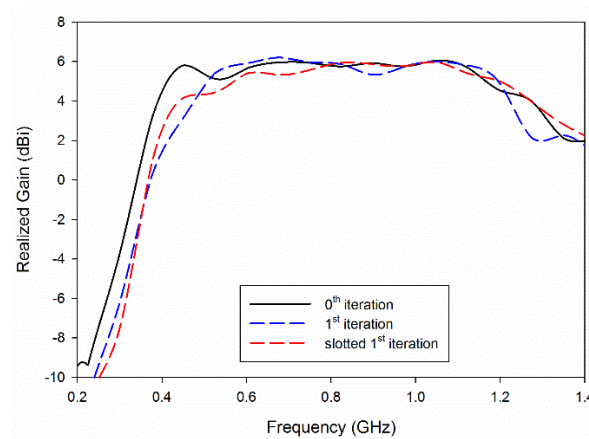 8
6
4
2
0
-2
-4
-6
-8
-10
Realized Gain (dBi)
0th iteration
1st iteration
slotted 1st iteration
0.2 0.4 0.6 0.8 1.0 1.2 1.4
Frequency (GHz)